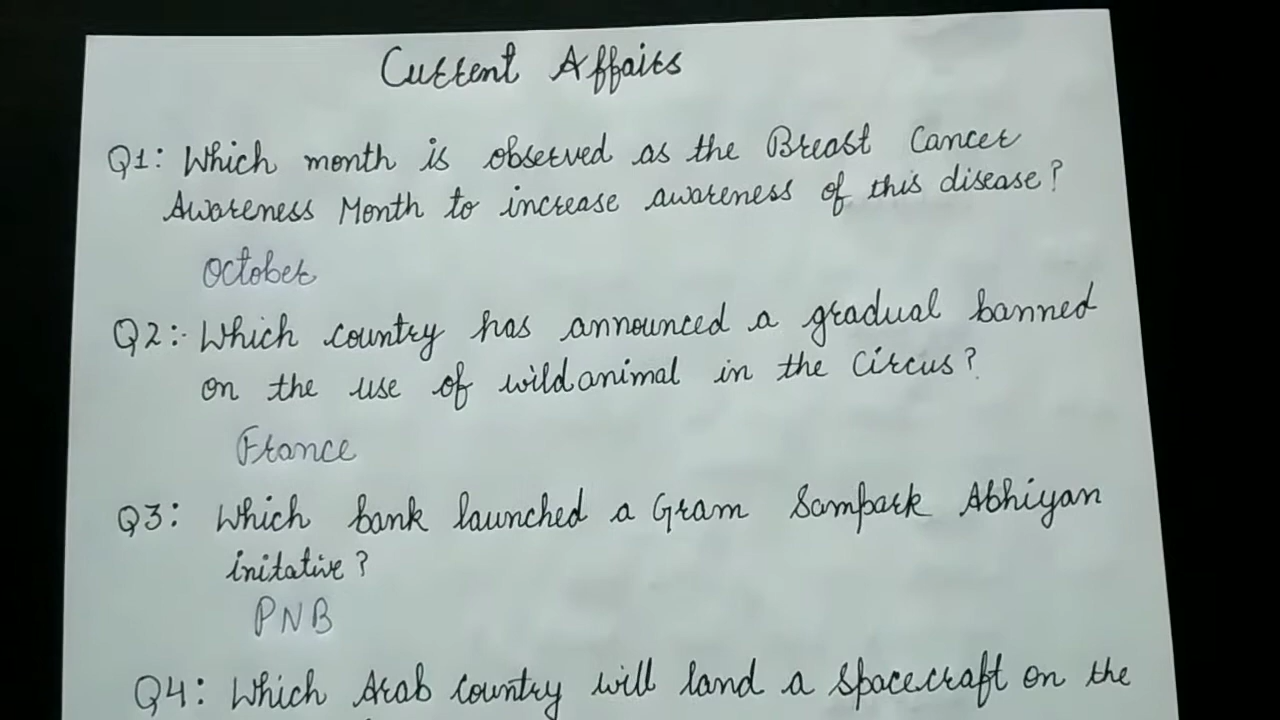 Current Affairs
Q1: Which month is observed as the Breast Cancer
Awareness Month to increase awareness of this disease?
October
Q2:- Which country has announced a gradual banned
on the use of wild animal in the Circus?
France
Q3: Which bank launched a Gram Sampark Abhiyan
initative?
PNB
Q4: Which Arab country will land a spacecraft on the